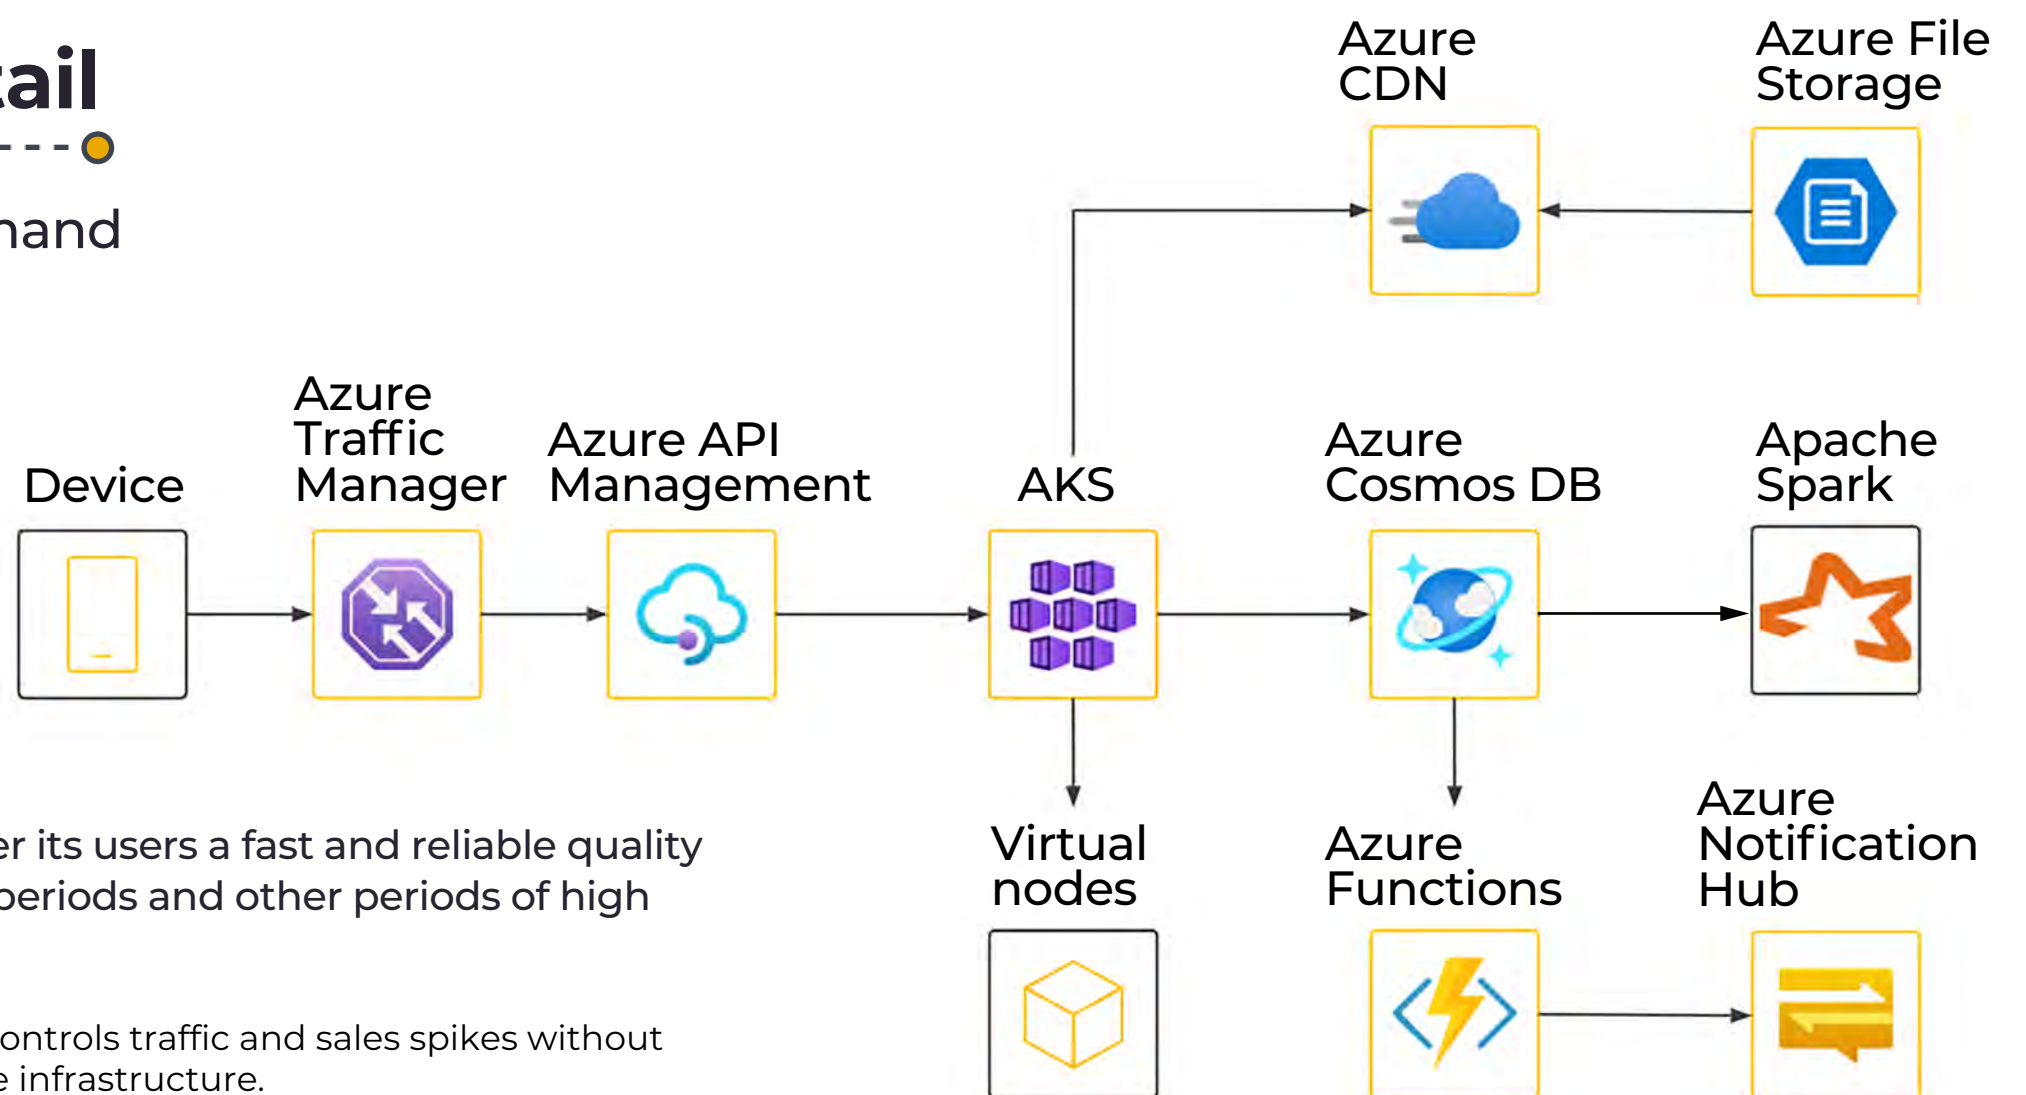 tail
mand
Azure
CDN
Azure File
Storage
Device
Azure
Traffic
Manager
Azure API
Management
AKS
Azure
Cosmos DB
Apache
Spark
er its users a fast and reliable quality
periods and other periods of high
ontrols traffic and sales spikes without
e infrastructure.
Virtual
nodes
Azure
Functions
Azure
Notification
Hub